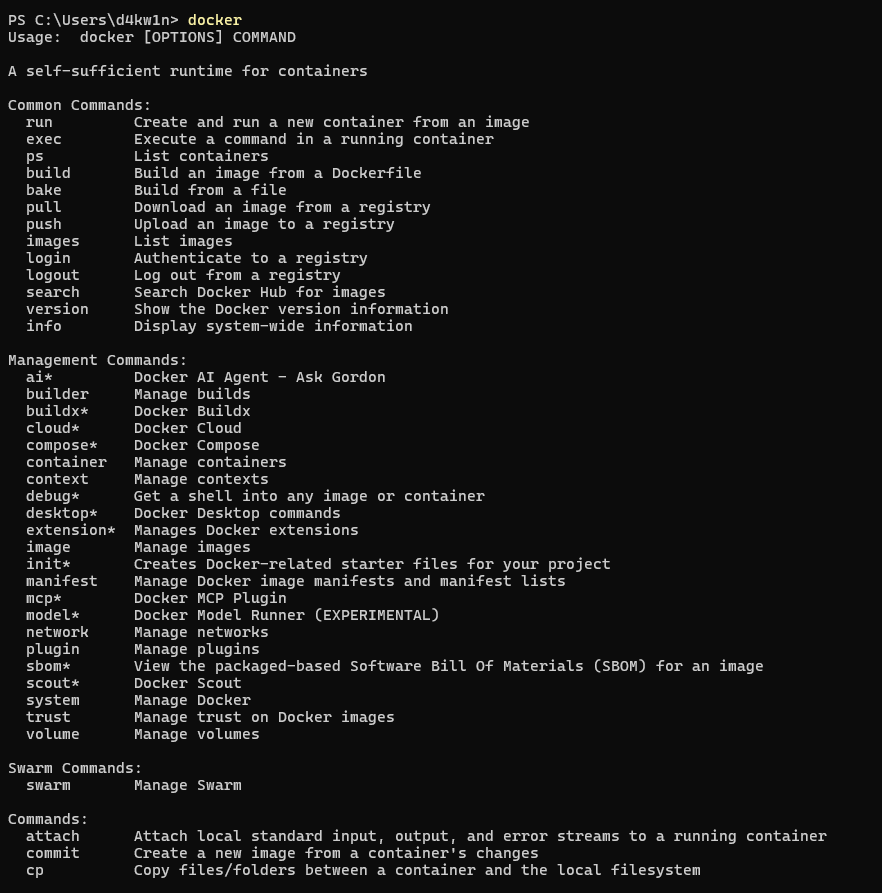 PS C:\Users\d4kw1n> docker
Usage:  docker [OPTIONS] COMMAND

A self-sufficient runtime for containers

Common Commands:
  run         Create and run a new container from an image
  exec        Execute a command in a running container
  ps          List containers
  build       Build an image from a Dockerfile
  bake        Build from a file
  pull        Download an image from a registry
  push        Upload an image to a registry
  images      List images
  login       Authenticate to a registry
  logout      Log out from a registry
  search      Search Docker Hub for images
  version     Show the Docker version information
  info        Display system-wide information

Management Commands:
  ai*         Docker AI Agent - Ask Gordon
  builder     Manage builds
  buildx*     Docker Buildx
  cloud*      Docker Cloud
  compose*    Docker Compose
  container   Manage containers
  context     Manage contexts
  debug*      Get a shell into any image or container
  desktop*    Docker Desktop commands
  extension*  Manages Docker extensions
  image       Manage images
  init*       Creates Docker-related starter files for your project
  manifest    Manage Docker image manifests and manifest lists
  mcp*        Docker MCP Plugin
  model*      Docker Model Runner (EXPERIMENTAL)
  network     Manage networks
  plugin      Manage plugins
  sbom*       View the packaged-based Software Bill Of Materials (SBOM) for an image
  scout*      Docker Scout
  system      Manage Docker
  trust       Manage trust on Docker images
  volume      Manage volumes

Swarm Commands:
  swarm       Manage Swarm

Commands:
  attach      Attach local standard input, output, and error streams to a running container
  commit      Create a new image from a container's changes
  cp          Copy files/folders between a container and the local filesystem